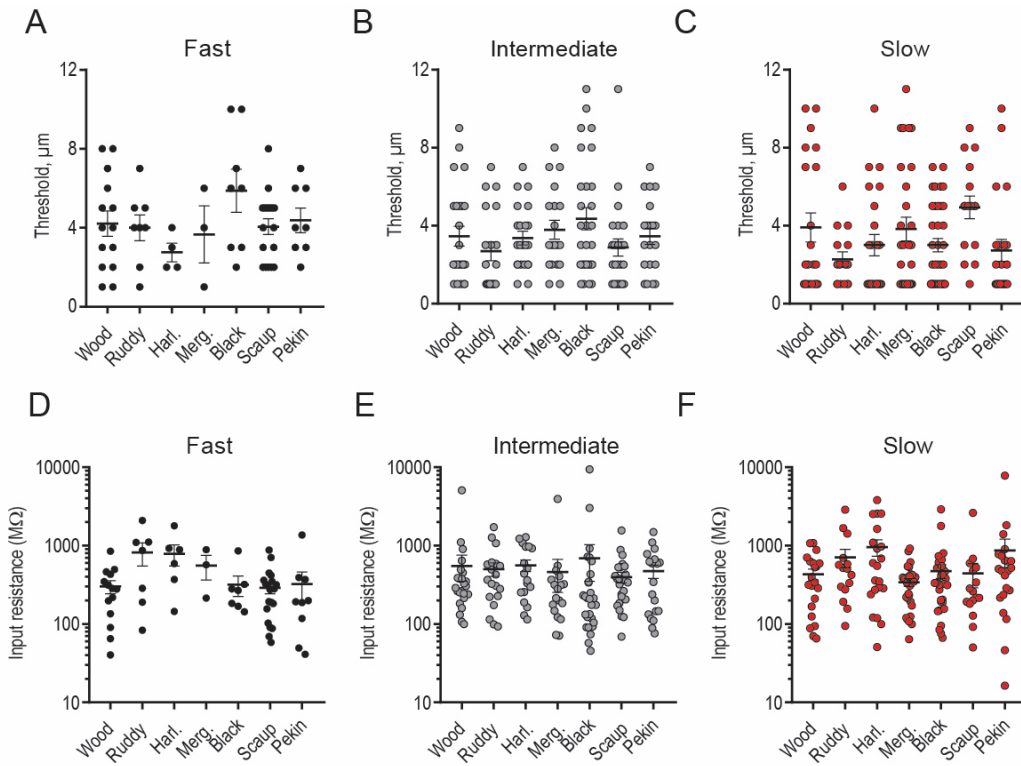 A
Fast
Threshold, µm
12
8
4
0
Wood
Ruddy
Harl.
Merg.
Black
Scaup
Pekin
B
Intermediate
Threshold, µm
12
8
4
0
Wood
Ruddy
Harl.
Merg.
Black
Scaup
Pekin
C
Slow
Threshold, µm
12
8
4
0
Wood
Ruddy
Harl.
Merg.
Black
Scaup
Pekin
D
Fast
Input resistance (MΩ)
10000
1000
100
10
Wood
Ruddy
Harl.
Merg.
Black
Scaup
Pekin
E
Intermediate
Input resistance (MΩ)
10000
1000
100
10
Wood
Ruddy
Harl.
Merg.
Black
Scaup
Pekin
F
Slow
Input resistance (MΩ)
10000
1000
100
10
Wood
Ruddy
Harl.
Merg.
Black
Scaup
Pekin